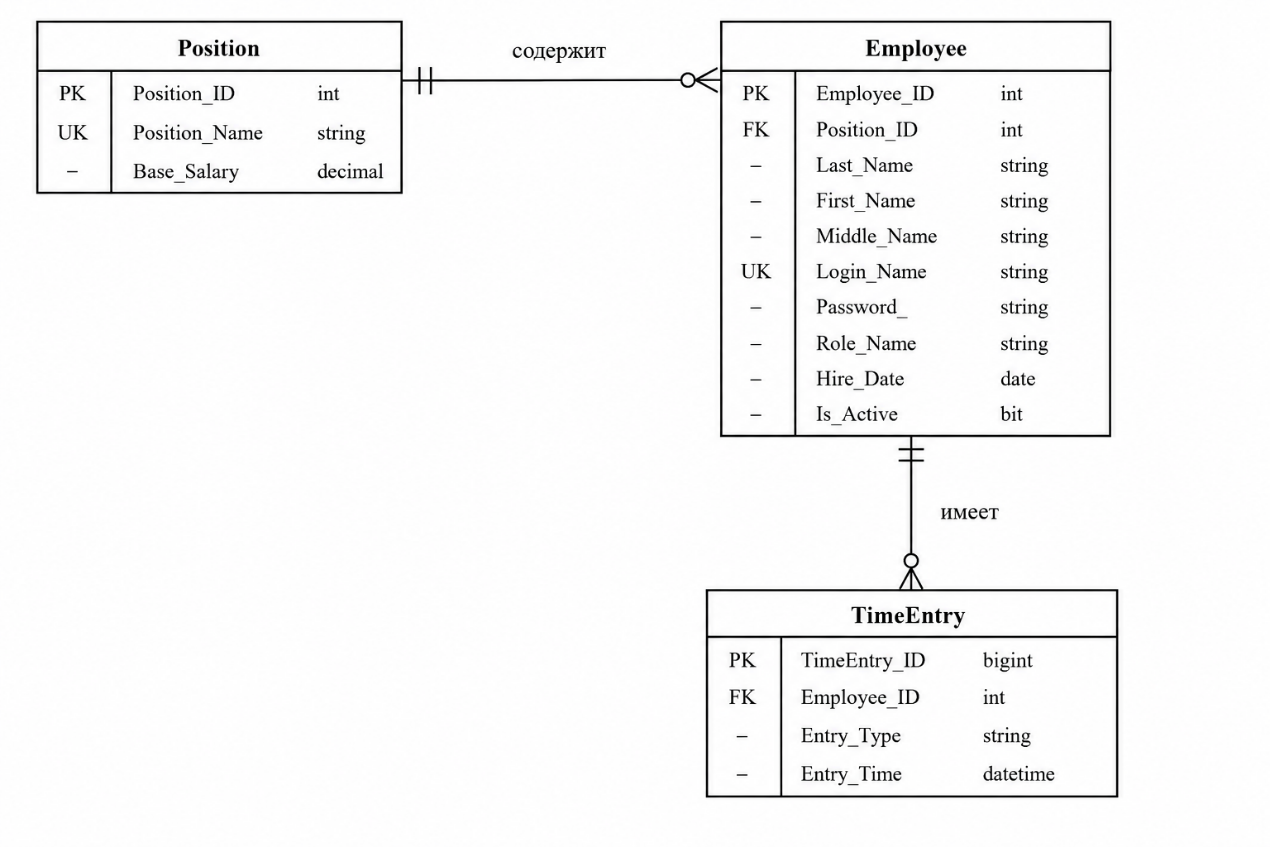 Position
PK Position_ID int
UK Position_Name string
– Base_Salary decimal
содержит
Employee
PK Employee_ID int
FK Position_ID int
– Last_Name string
– First_Name string
– Middle_Name string
UK Login_Name string
– Password_ string
– Role_Name string
– Hire_Date date
– Is_Active bit
имеет
TimeEntry
PK TimeEntry_ID bigint
FK Employee_ID int
– Entry_Type string
– Entry_Time datetime